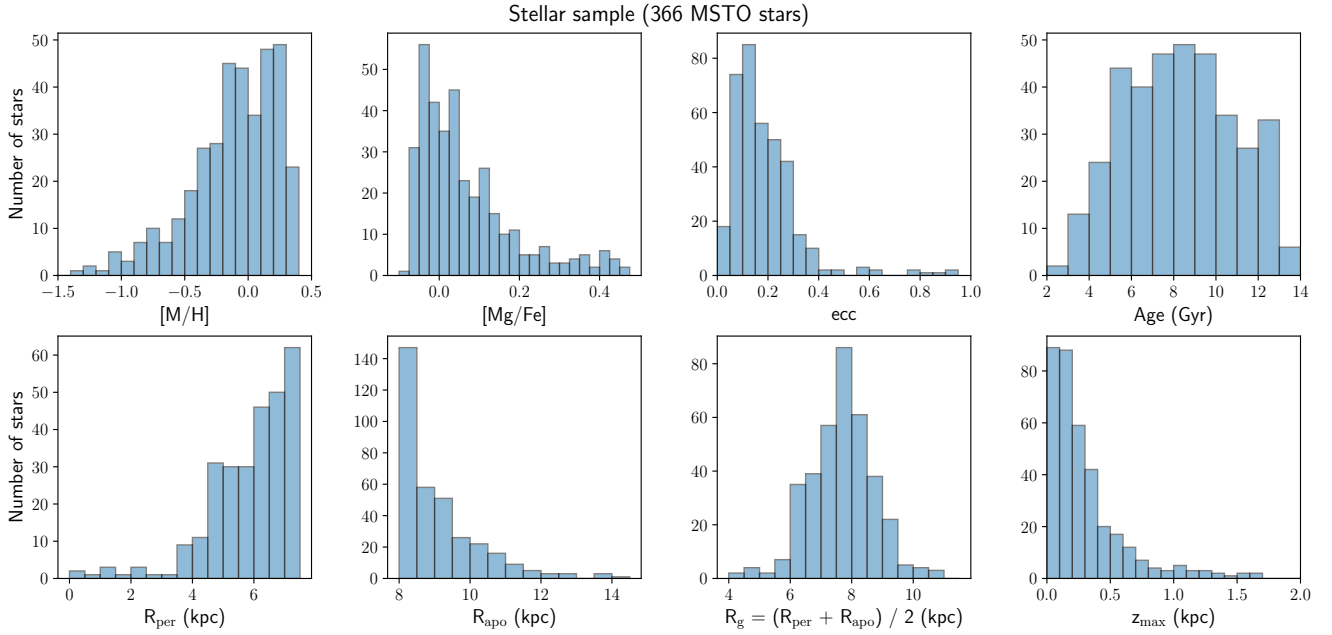 Stellar sample (366 MSTO stars)
Number of stars
50
40
30
20
10
0
−1.5 −1.0 −0.5 0.0 0.5
[M/H]
50
40
30
20
10
0
0.0 0.2 0.4
[Mg/Fe]
80
60
40
20
0
0.0 0.2 0.4 0.6 0.8 1.0
ecc
50
40
30
20
10
0
2 4 6 8 10 12 14
Age (Gyr)
Number of stars
60
50
40
30
20
10
0
0 2 4 6
R_per (kpc)
140
120
100
80
60
40
20
0
8 10 12 14
R_apo (kpc)
80
60
40
20
0
4 6 8 10
R_g = (R_per + R_apo) / 2 (kpc)
80
60
40
20
0
0.0 0.5 1.0 1.5 2.0
z_max (kpc)